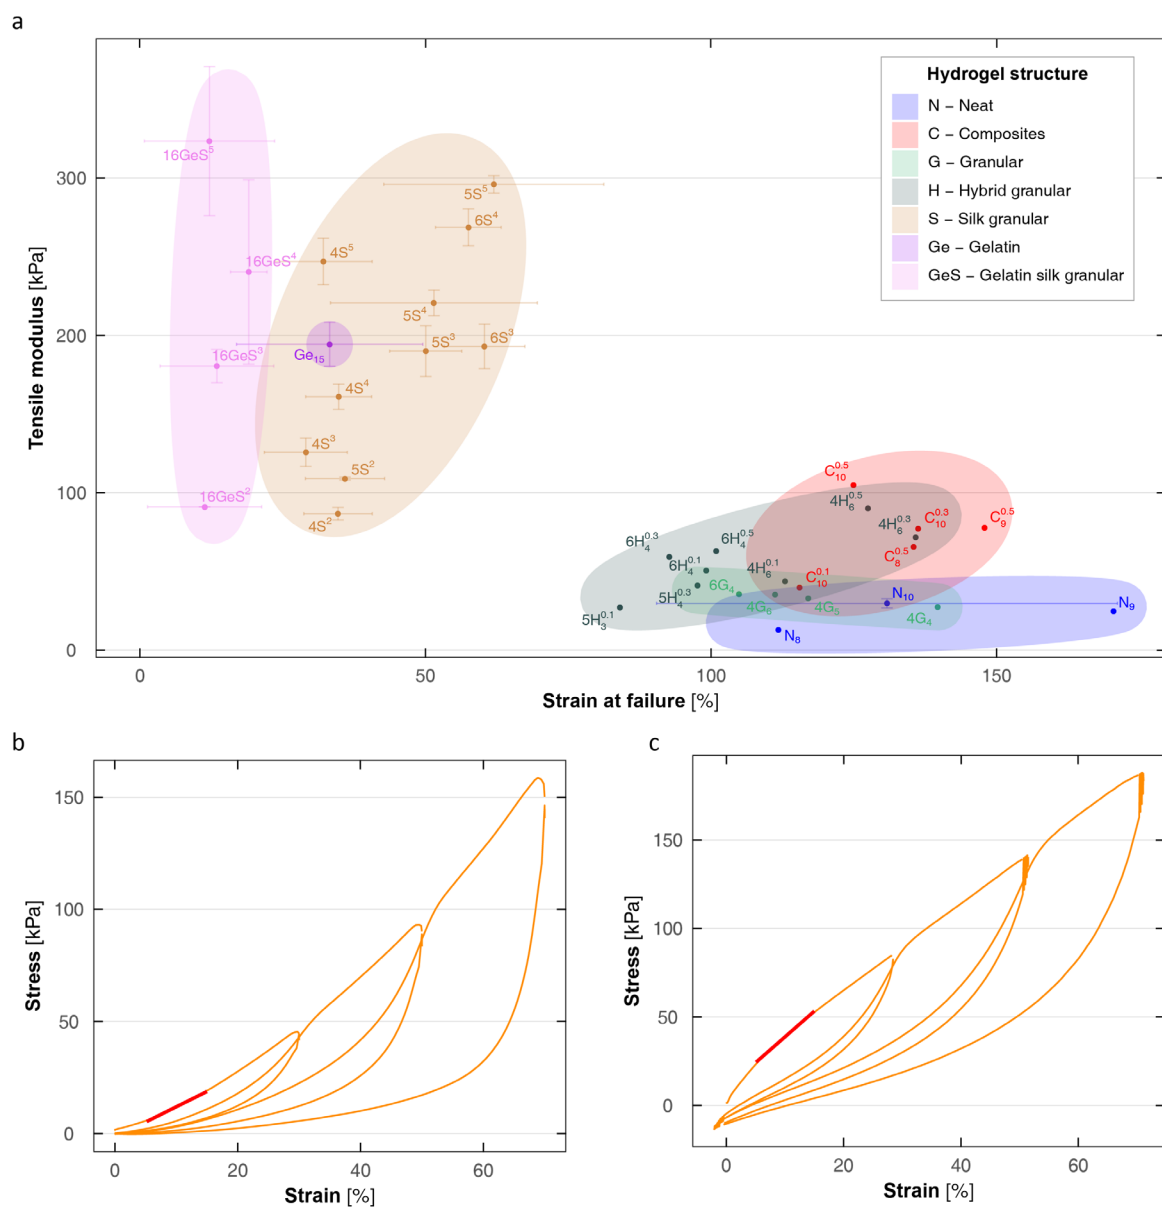 a
Tensile modulus [kPa]
300
200
100
0
0 50 100 150
Strain at failure [%]
Hydrogel structure
N – Neat
C – Composites
G – Granular
H – Hybrid granular
S – Silk granular
Ge – Gelatin
GeS – Gelatin silk granular
16GeS⁵
16GeS⁴
16GeS³
16GeS²
5S⁵
6S⁴
4S⁵
5S⁴
5S³
6S³
Ge₁₅
4S⁴
4S³
5S²
4S²
C₁₀^0.5
4H₆^0.5
4H₆^0.3
C₁₀^0.3
C₉^0.5
C₈^0.5
6H₄^0.3
6H₄^0.5
6H₄^0.1
4H₆^0.1
C₁₀^0.1
5H₄^0.3
5H₃^0.1
6G₄
4G₆
4G₅
4G₄
N₁₀
N₉
N₈
b
Stress [kPa]
150
100
50
0
0 20 40 60
Strain [%]
c
Stress [kPa]
150
100
50
0
0 20 40 60
Strain [%]